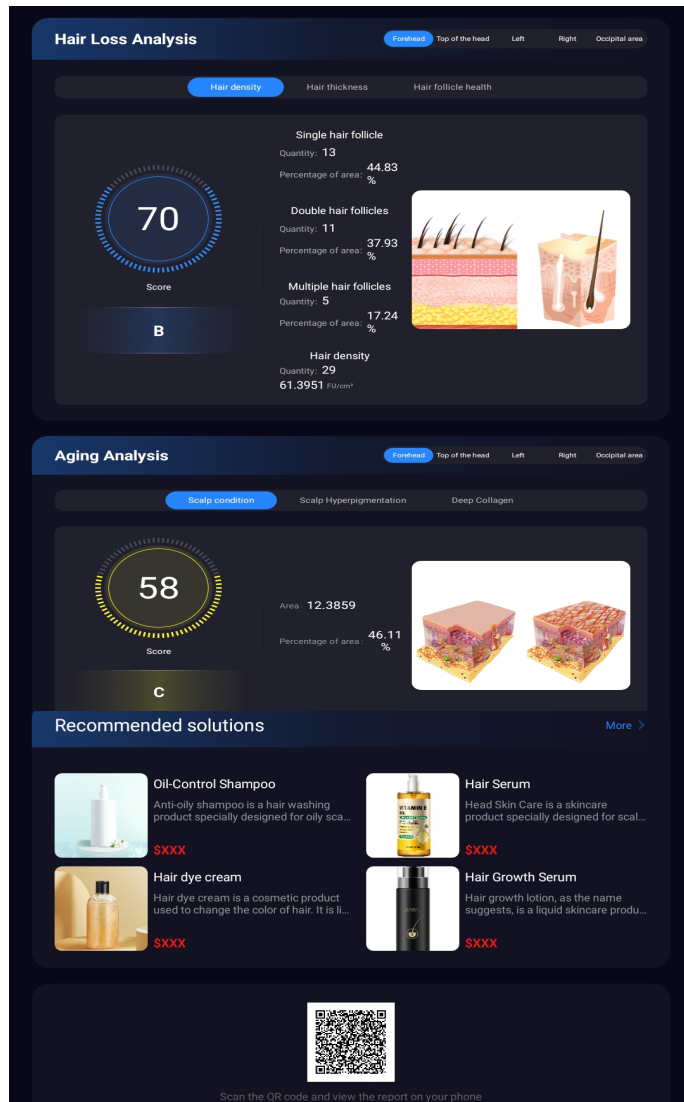 Hair Loss Analysis
Forehead Top of the head Left Right Occipital area
Hair density Hair thickness Hair follicle health
Single hair follicle
Quantity: 13
Percentage of area: 44.83
%
Double hair follicles
Quantity: 11
Percentage of area: 37.93
%
Multiple hair follicles
Quantity: 5
Percentage of area: 17.24
%
Hair density
Quantity: 29
61.3951 FU/cm²
70
Score
B
Aging Analysis
Forehead Top of the head Left Right Occipital area
Scalp condition Scalp Hyperpigmentation Deep Collagen
58
Score
C
Area: 12.3859
Percentage of area: 46.11
%
Recommended solutions
More >
Oil-Control Shampoo
Anti-oily shampoo is a hair washing
product specially designed for oily sca...
$XXX
Hair Serum
Head Skin Care is a skincare
product specially designed for scal...
$XXX
VITAMIN E
OIL
Hair dye cream
Hair dye cream is a cosmetic product
used to change the color of hair. It is li...
$XXX
Hair Growth Serum
Hair growth lotion, as the name
suggests, is a liquid skincare produ...
$XXX
Scan the QR code and view the report on your phone